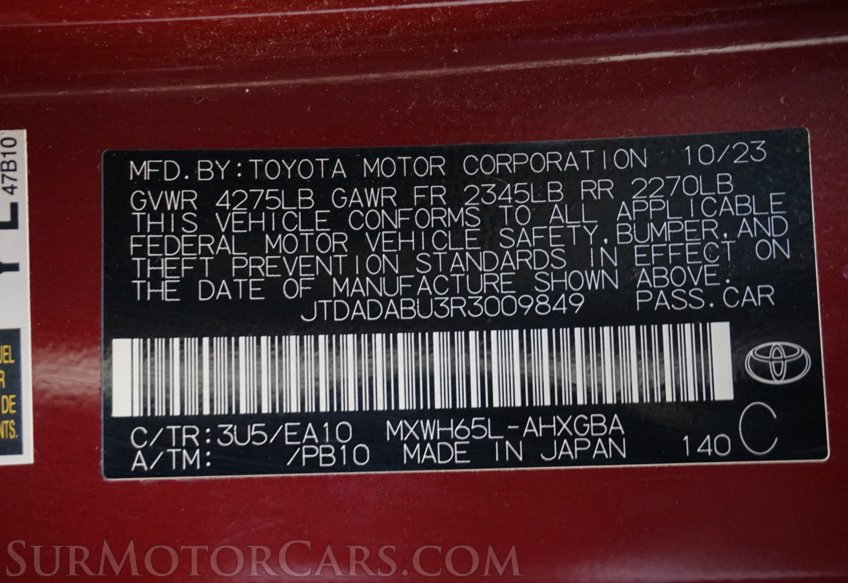 MFD.BY:TOYOTA MOTOR CORPORATION 10/23
GVWR 4275LB GAWR FR 2345LB RR 2270LB
THIS VEHICLE CONFORMS TO ALL APPLICABLE
FEDERAL MOTOR VEHICLE SAFETY,BUMPER,AND
THEFT PREVENTION STANDARDS IN EFFECT ON
THE DATE OF MANUFACTURE SHOWN ABOVE.
JTDADABU3R3009849 PASS.CAR
C/TR:3U5/EA10 MXWH65L-AHXGBA
A/TM: /PB10 MADE IN JAPAN 140 C
47B10
DE
SurMotorCars.com